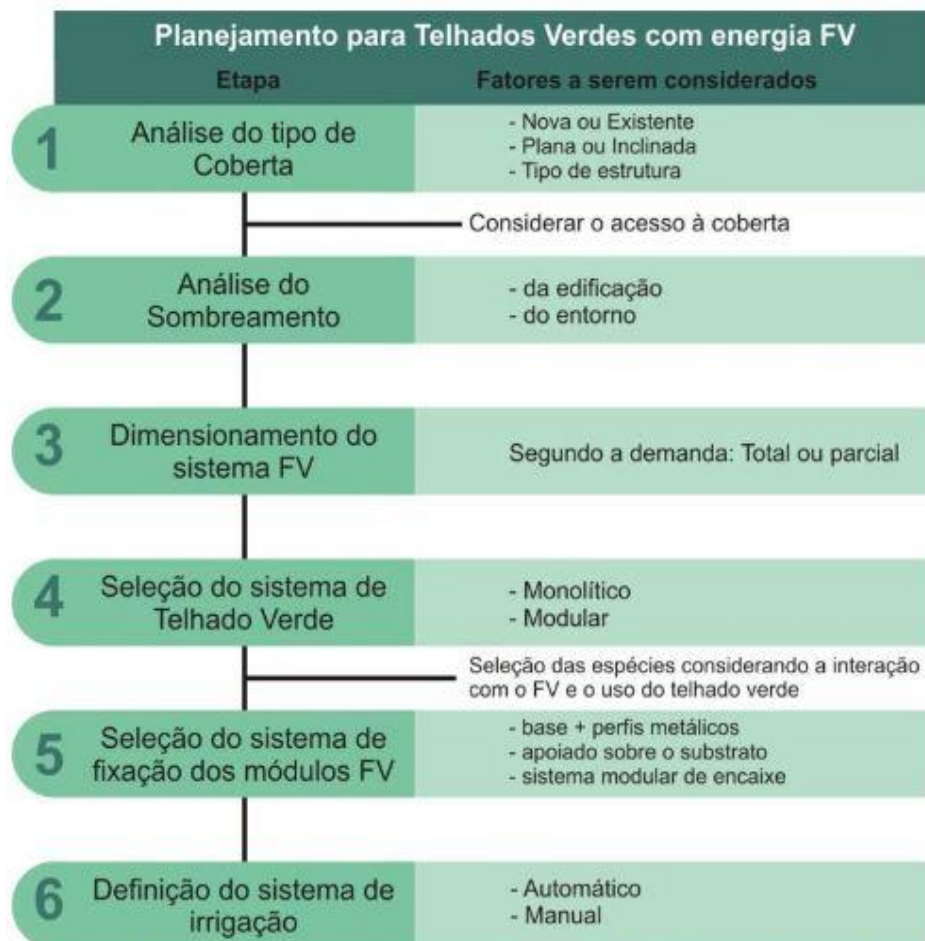 Planejamento para Telhados Verdes com energia FV
Etapa
Fatores a serem considerados
1
Análise do tipo de
Coberta
- Nova ou Existente
- Plana ou Inclinada
- Tipo de estrutura
Considerar o acesso à coberta
2
Análise do
Sombreamento
- da edificação
- do entorno
3
Dimensionamento do
sistema FV
Segundo a demanda: Total ou parcial
4
Seleção do sistema de
Telhado Verde
- Monolítico
- Modular
Seleção das espécies considerando a interação
com o FV e o uso do telhado verde
5
Seleção do sistema de
fixação dos módulos FV
- base + perfis metálicos
- apoiado sobre o substrato
- sistema modular de encaixe
6
Definição do sistema de
irrigação
- Automático
- Manual